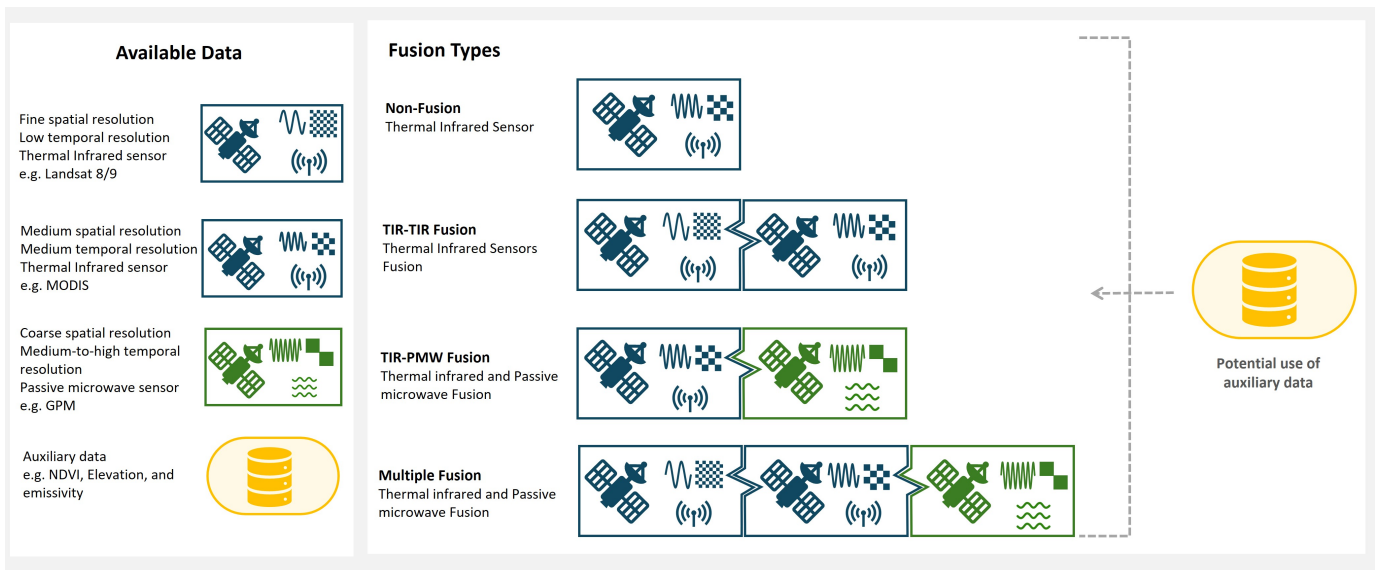 Available Data
Fine spatial resolution
Low temporal resolution
Thermal Infrared sensor
e.g. Landsat 8/9
Medium spatial resolution
Medium temporal resolution
Thermal Infrared sensor
e.g. MODIS
Coarse spatial resolution
Medium-to-high temporal
resolution
Passive microwave sensor
e.g. GPM
Auxiliary data
e.g. NDVI, Elevation, and
emissivity
Fusion Types
Non-Fusion
Thermal Infrared Sensor
TIR-TIR Fusion
Thermal Infrared Sensors
Fusion
TIR-PMW Fusion
Thermal infrared and Passive
microwave Fusion
Multiple Fusion
Thermal infrared and Passive
microwave Fusion
Potential use of
auxiliary data